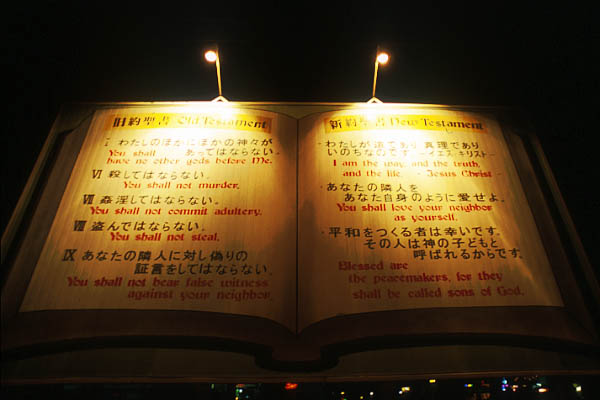 旧約聖書 Old Testament
I わたしのほかにほかの神々が
あってはならない。
You shall
have no other gods before Me.
VI 殺してはならない。
You shall not murder.
VII 姦淫してはならない。
You shall not commit adultery.
VIII 盗んではならない。
You shall not steal.
IX あなたの隣人に対し偽りの
証言をしてはならない。
You shall not bear false witness
against your neighbor.
新約聖書 New Testament
・わたしが道であり 真理であり
いのちなのです -イエス・キリスト-
I am the way, and the truth,
and the life. - Jesus Christ -
・あなたの隣人を
あなた自身のように愛せよ。
You shall love your neighbor
as yourself.
・平和をつくる者は幸いです。
その人は神の子どもと
呼ばれるからです。
Blessed are
the peacemakers, for they
shall be called sons of God.